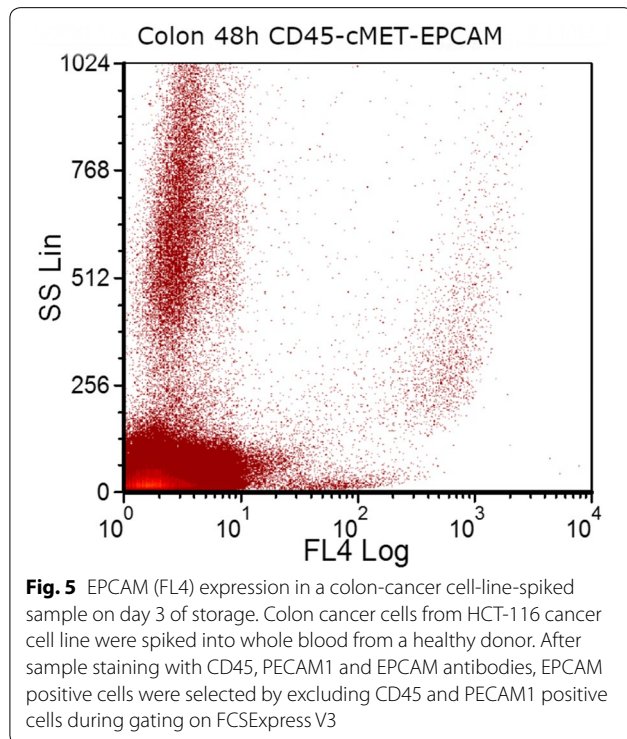 Colon 48h CD45-cMET-EPCAM
1024
768
512
256
0
SS Lin
10^0 10^1 10^2 10^3 10^4
FL4 Log
Fig. 5 EPCAM (FL4) expression in a colon-cancer cell-line-spiked
sample on day 3 of storage. Colon cancer cells from HCT-116 cancer
cell line were spiked into whole blood from a healthy donor. After
sample staining with CD45, PECAM1 and EPCAM antibodies, EPCAM
positive cells were selected by excluding CD45 and PECAM1 positive
cells during gating on FCSExpress V3